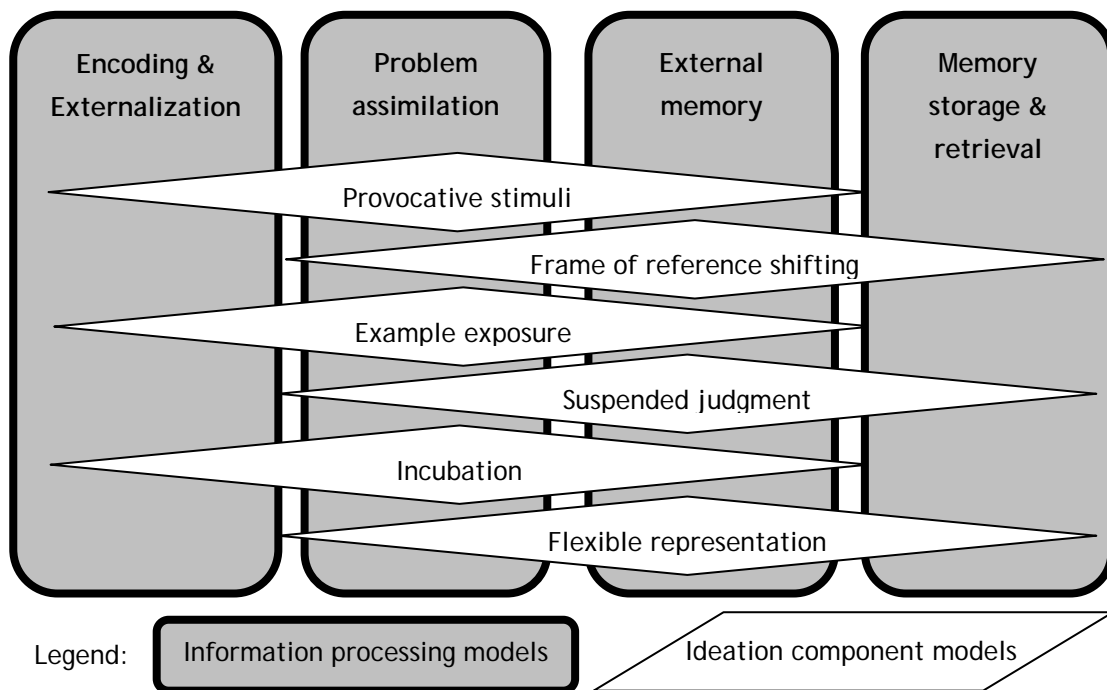 Encoding &
Externalization
Problem
assimilation
External
memory
Memory
storage &
retrieval
Provocative stimuli
Frame of reference shifting
Example exposure
Suspended judgment
Incubation
Flexible representation
Legend:
Information processing models
Ideation component models